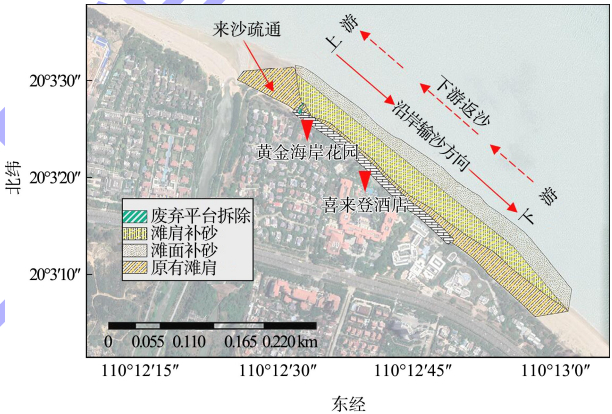 来沙疏通
上 游
下游返沙
沿岸输沙方向
下 游
20°3′30″
20°3′20″
20°3′10″
北纬
黄金海岸花园
喜来登酒店
废弃平台拆除
滩肩补砂
滩面补砂
原有滩肩
0 0.055 0.110 0.165 0.220 km
110°12′15″ 110°12′30″ 110°12′45″ 110°13′0″
东经